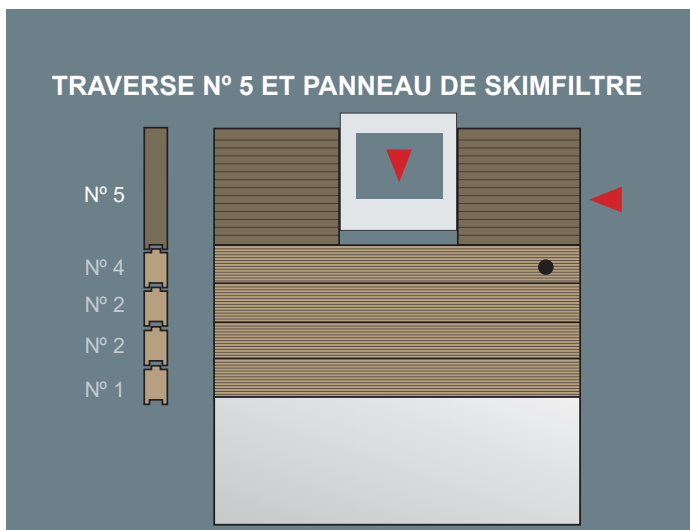 TRAVERSE Nº 5 ET PANNEAU DE SKIMFILTRE
Nº 5
Nº 4
Nº 2
Nº 2
Nº 1